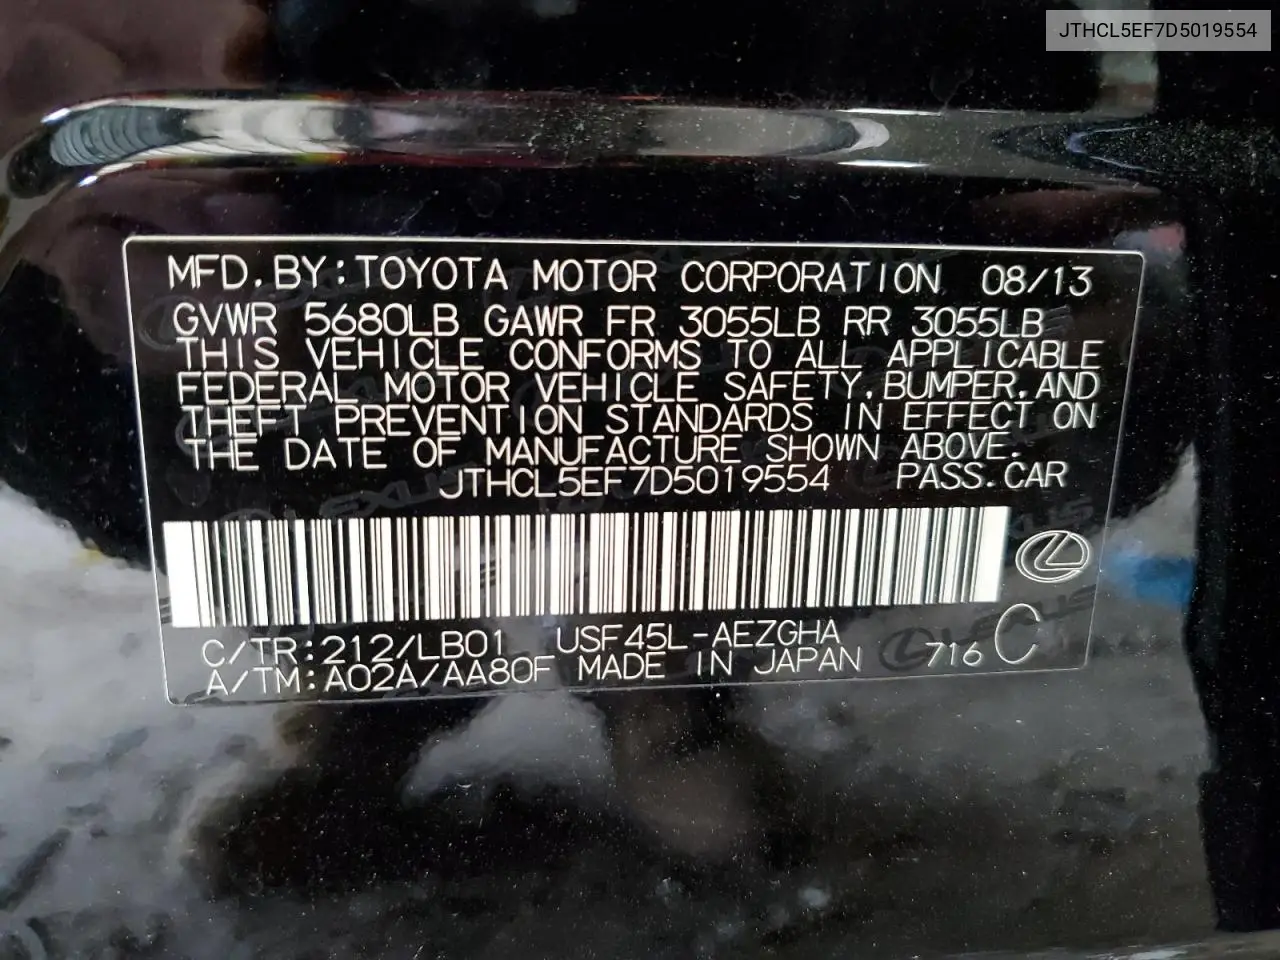 JTHCL5EF7D5019554
MFD.BY:TOYOTA MOTOR CORPORATION 08/13
GVWR 5680LB GAWR FR 3055LB RR 3055LB
THIS VEHICLE CONFORMS TO ALL APPLICABLE
FEDERAL MOTOR VEHICLE SAFETY,BUMPER,AND
THEFT PREVENTION STANDARDS IN EFFECT ON
THE DATE OF MANUFACTURE SHOWN ABOVE.
JTHCL5EF7D5019554 PASS.CAR
C/TR:212/LB01 USF45L-AEZGHA
A/TM:A02A/AA80F MADE IN JAPAN 716 C